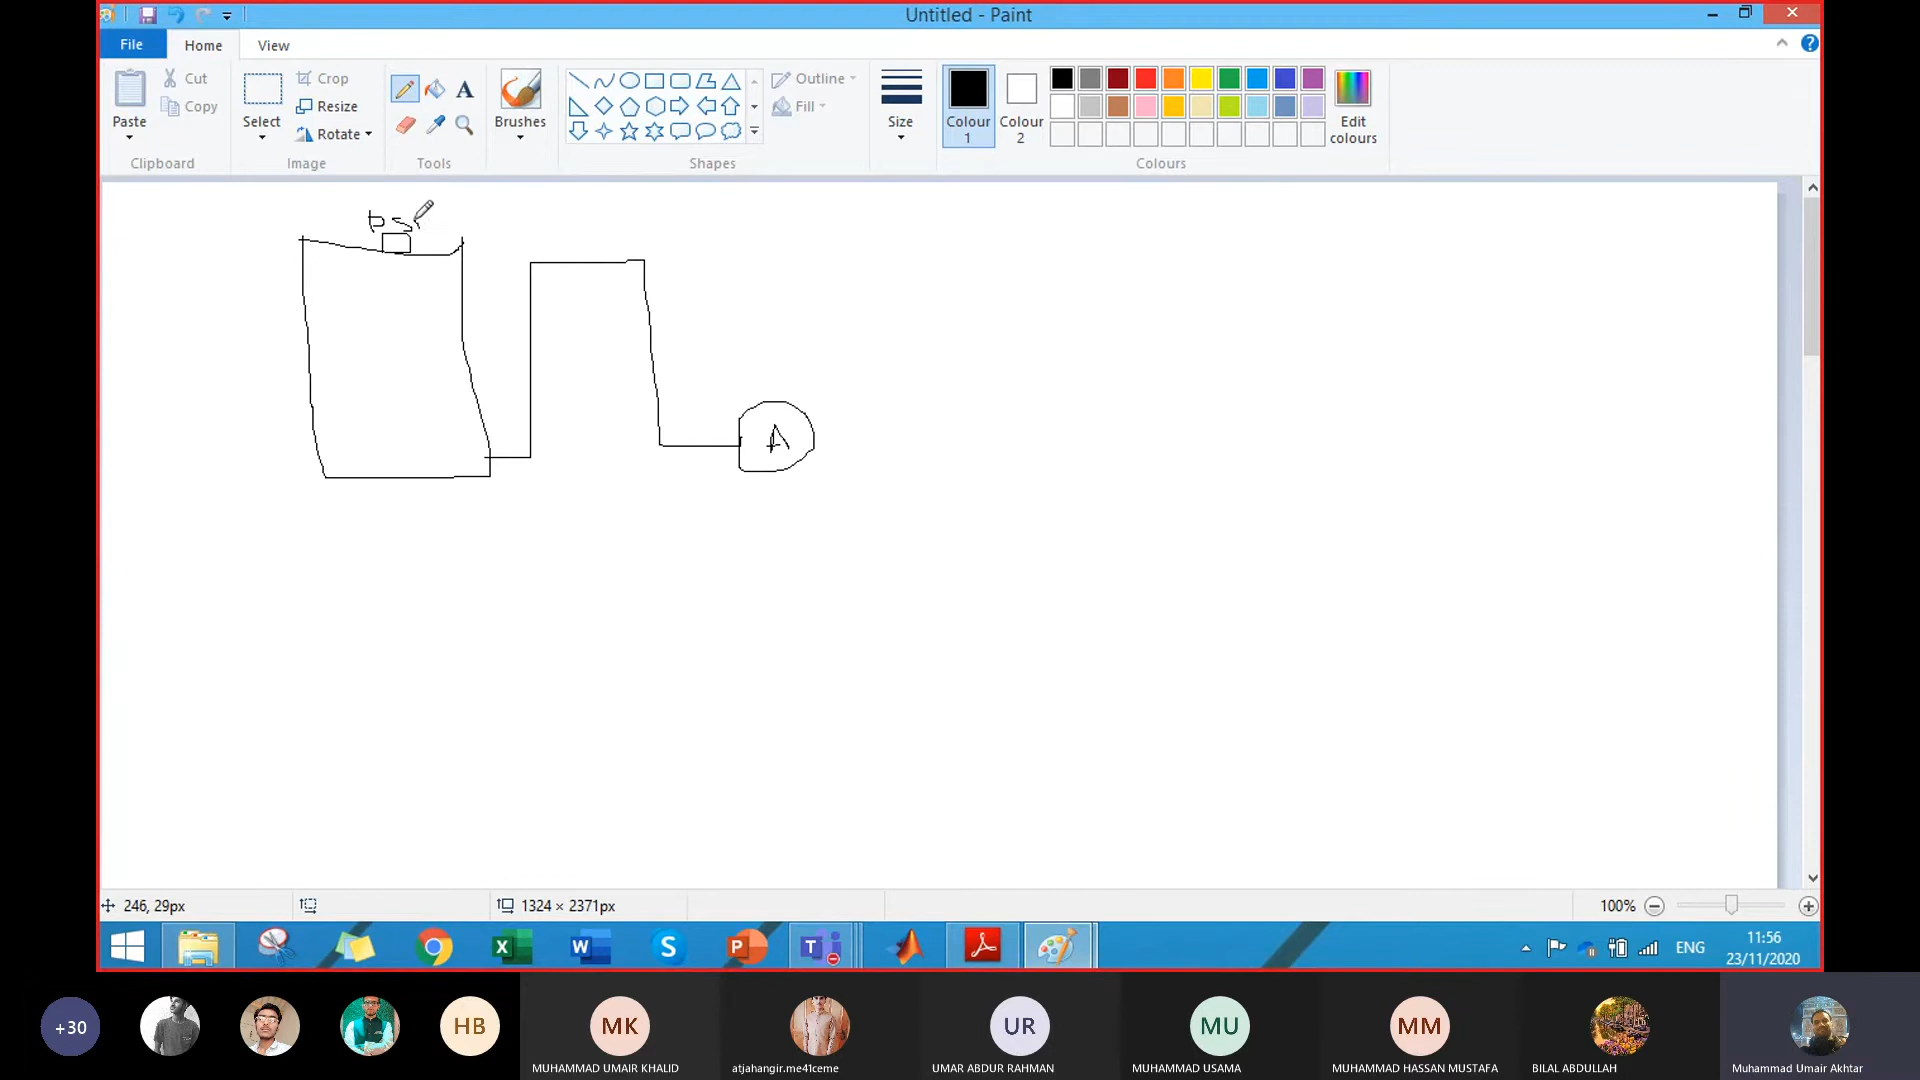 Untitled - Paint
File
Home
View
Paste
Cut
Copy
Clipboard
Select
Crop
Resize
Rotate
Image
A
Tools
Brushes
Outline
Fill
Shapes
Size
Colour
1
Colour
2
Edit
colours
Colours
A
246, 29px
1324 × 2371px
100%
ENG
11:56
23/11/2020
+30
HB
MK
MUHAMMAD UMAIR KHALID
atjahangir.me41ceme
UR
UMAR ABDUR RAHMAN
MU
MUHAMMAD USAMA
MM
MUHAMMAD HASSAN MUSTAFA
BILAL ABDULLAH
Muhammad Umair Akhtar